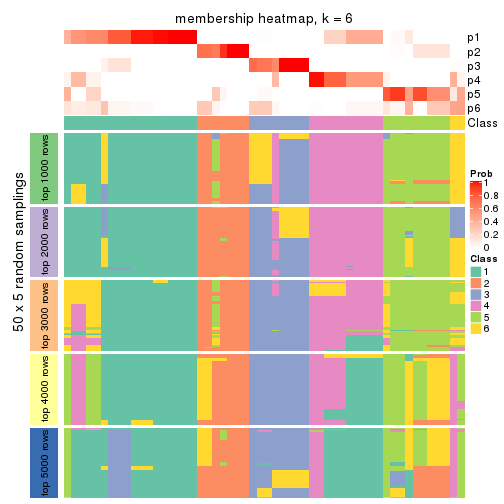 membership heatmap, k = 6
p1
p2
p3
p4
p5
p6
Class
50 x 5 random samplings
top 1000 rows
top 2000 rows
top 3000 rows
top 4000 rows
top 5000 rows
Prob
1
0.8
0.6
0.4
0.2
0
Class
1
2
3
4
5
6